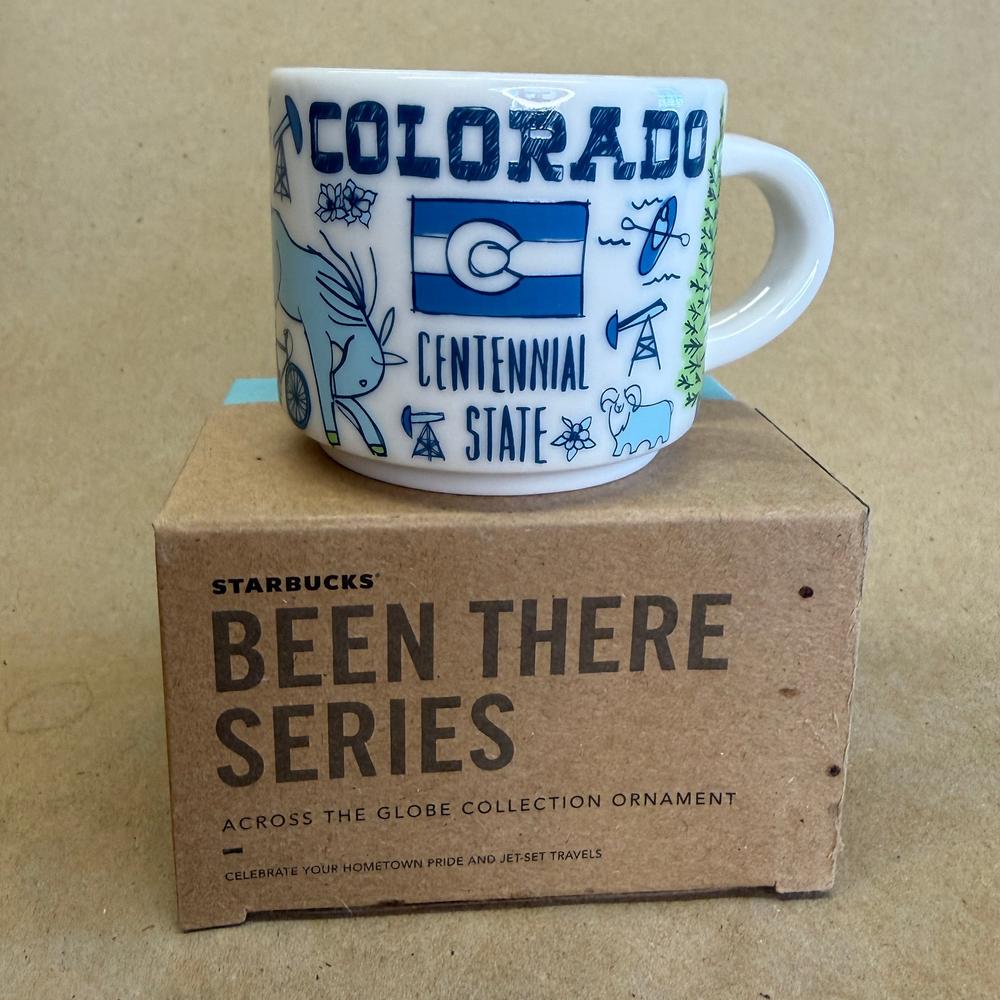 COLORADO
C
CENTENNIAL
STATE
STARBUCKS®
BEEN THERE
SERIES
ACROSS THE GLOBE COLLECTION ORNAMENT
CELEBRATE YOUR HOMETOWN PRIDE AND JET-SET TRAVELS